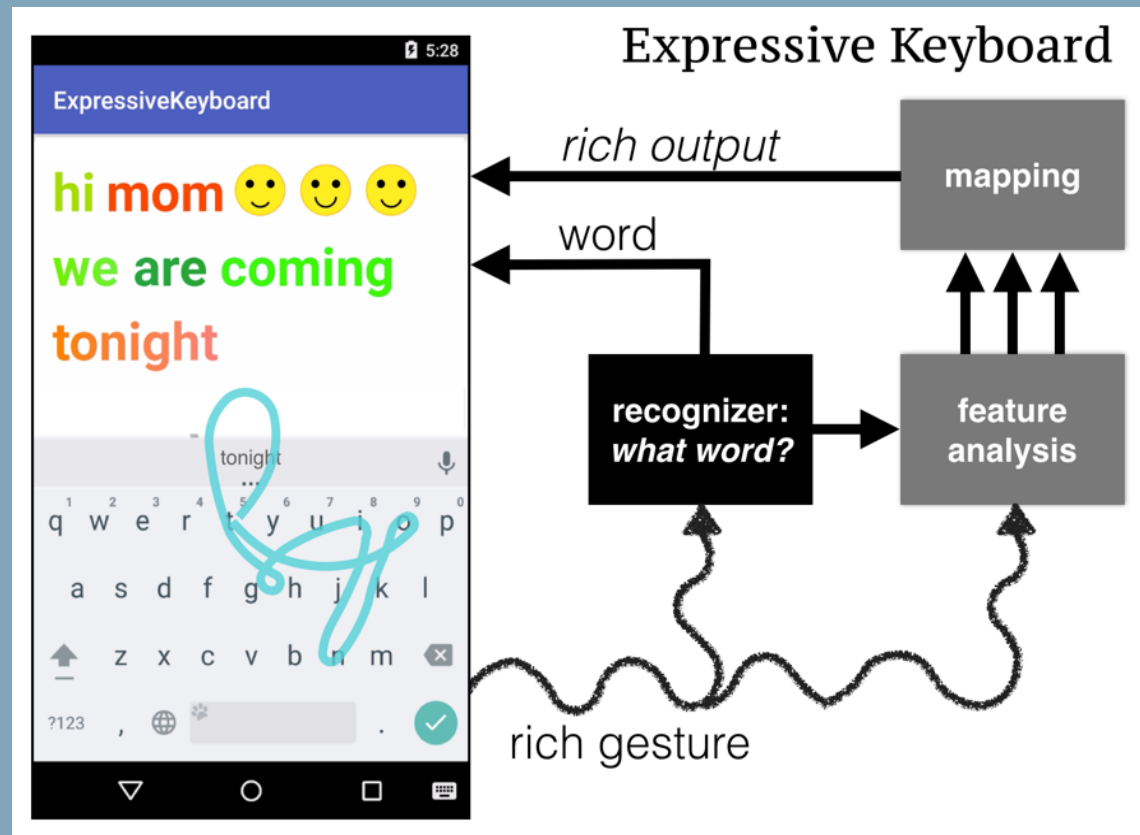 Expressive Keyboard
5:28
ExpressiveKeyboard
hi mom
we are coming
tonight
rich output
word
mapping
recognizer:
what word?
feature
analysis
tonight
...
1 2 3 4 5 6 7 8 9 0
q w e r t y u i o p
a s d f g h j k l
z x c v b n m
?123 , .
rich gesture